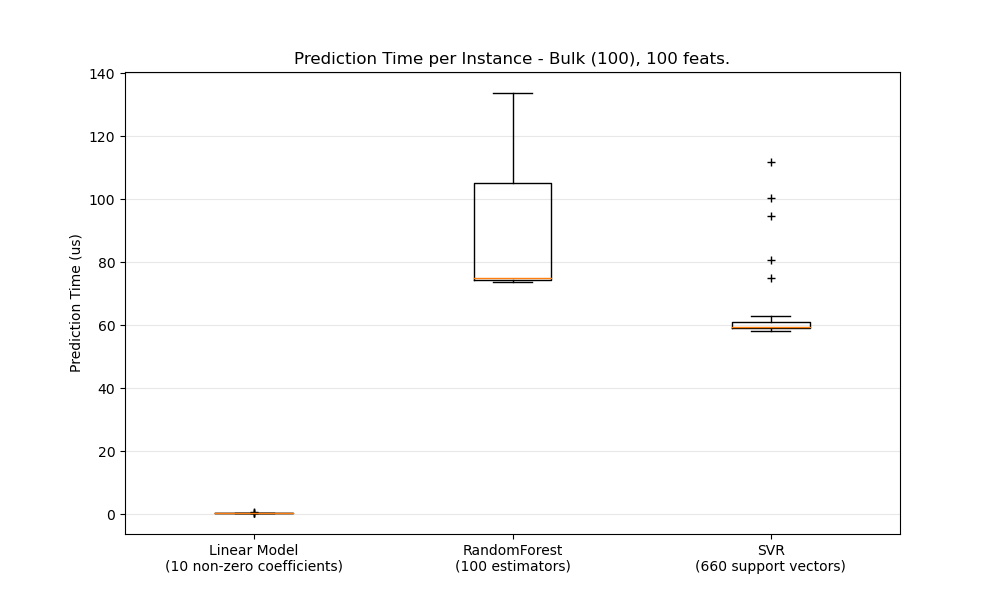 Prediction Time per Instance - Bulk (100), 100 feats.
140
120
100
80
60
40
20
0
Prediction Time (us)
Linear Model
(10 non-zero coefficients)
RandomForest
(100 estimators)
SVR
(660 support vectors)